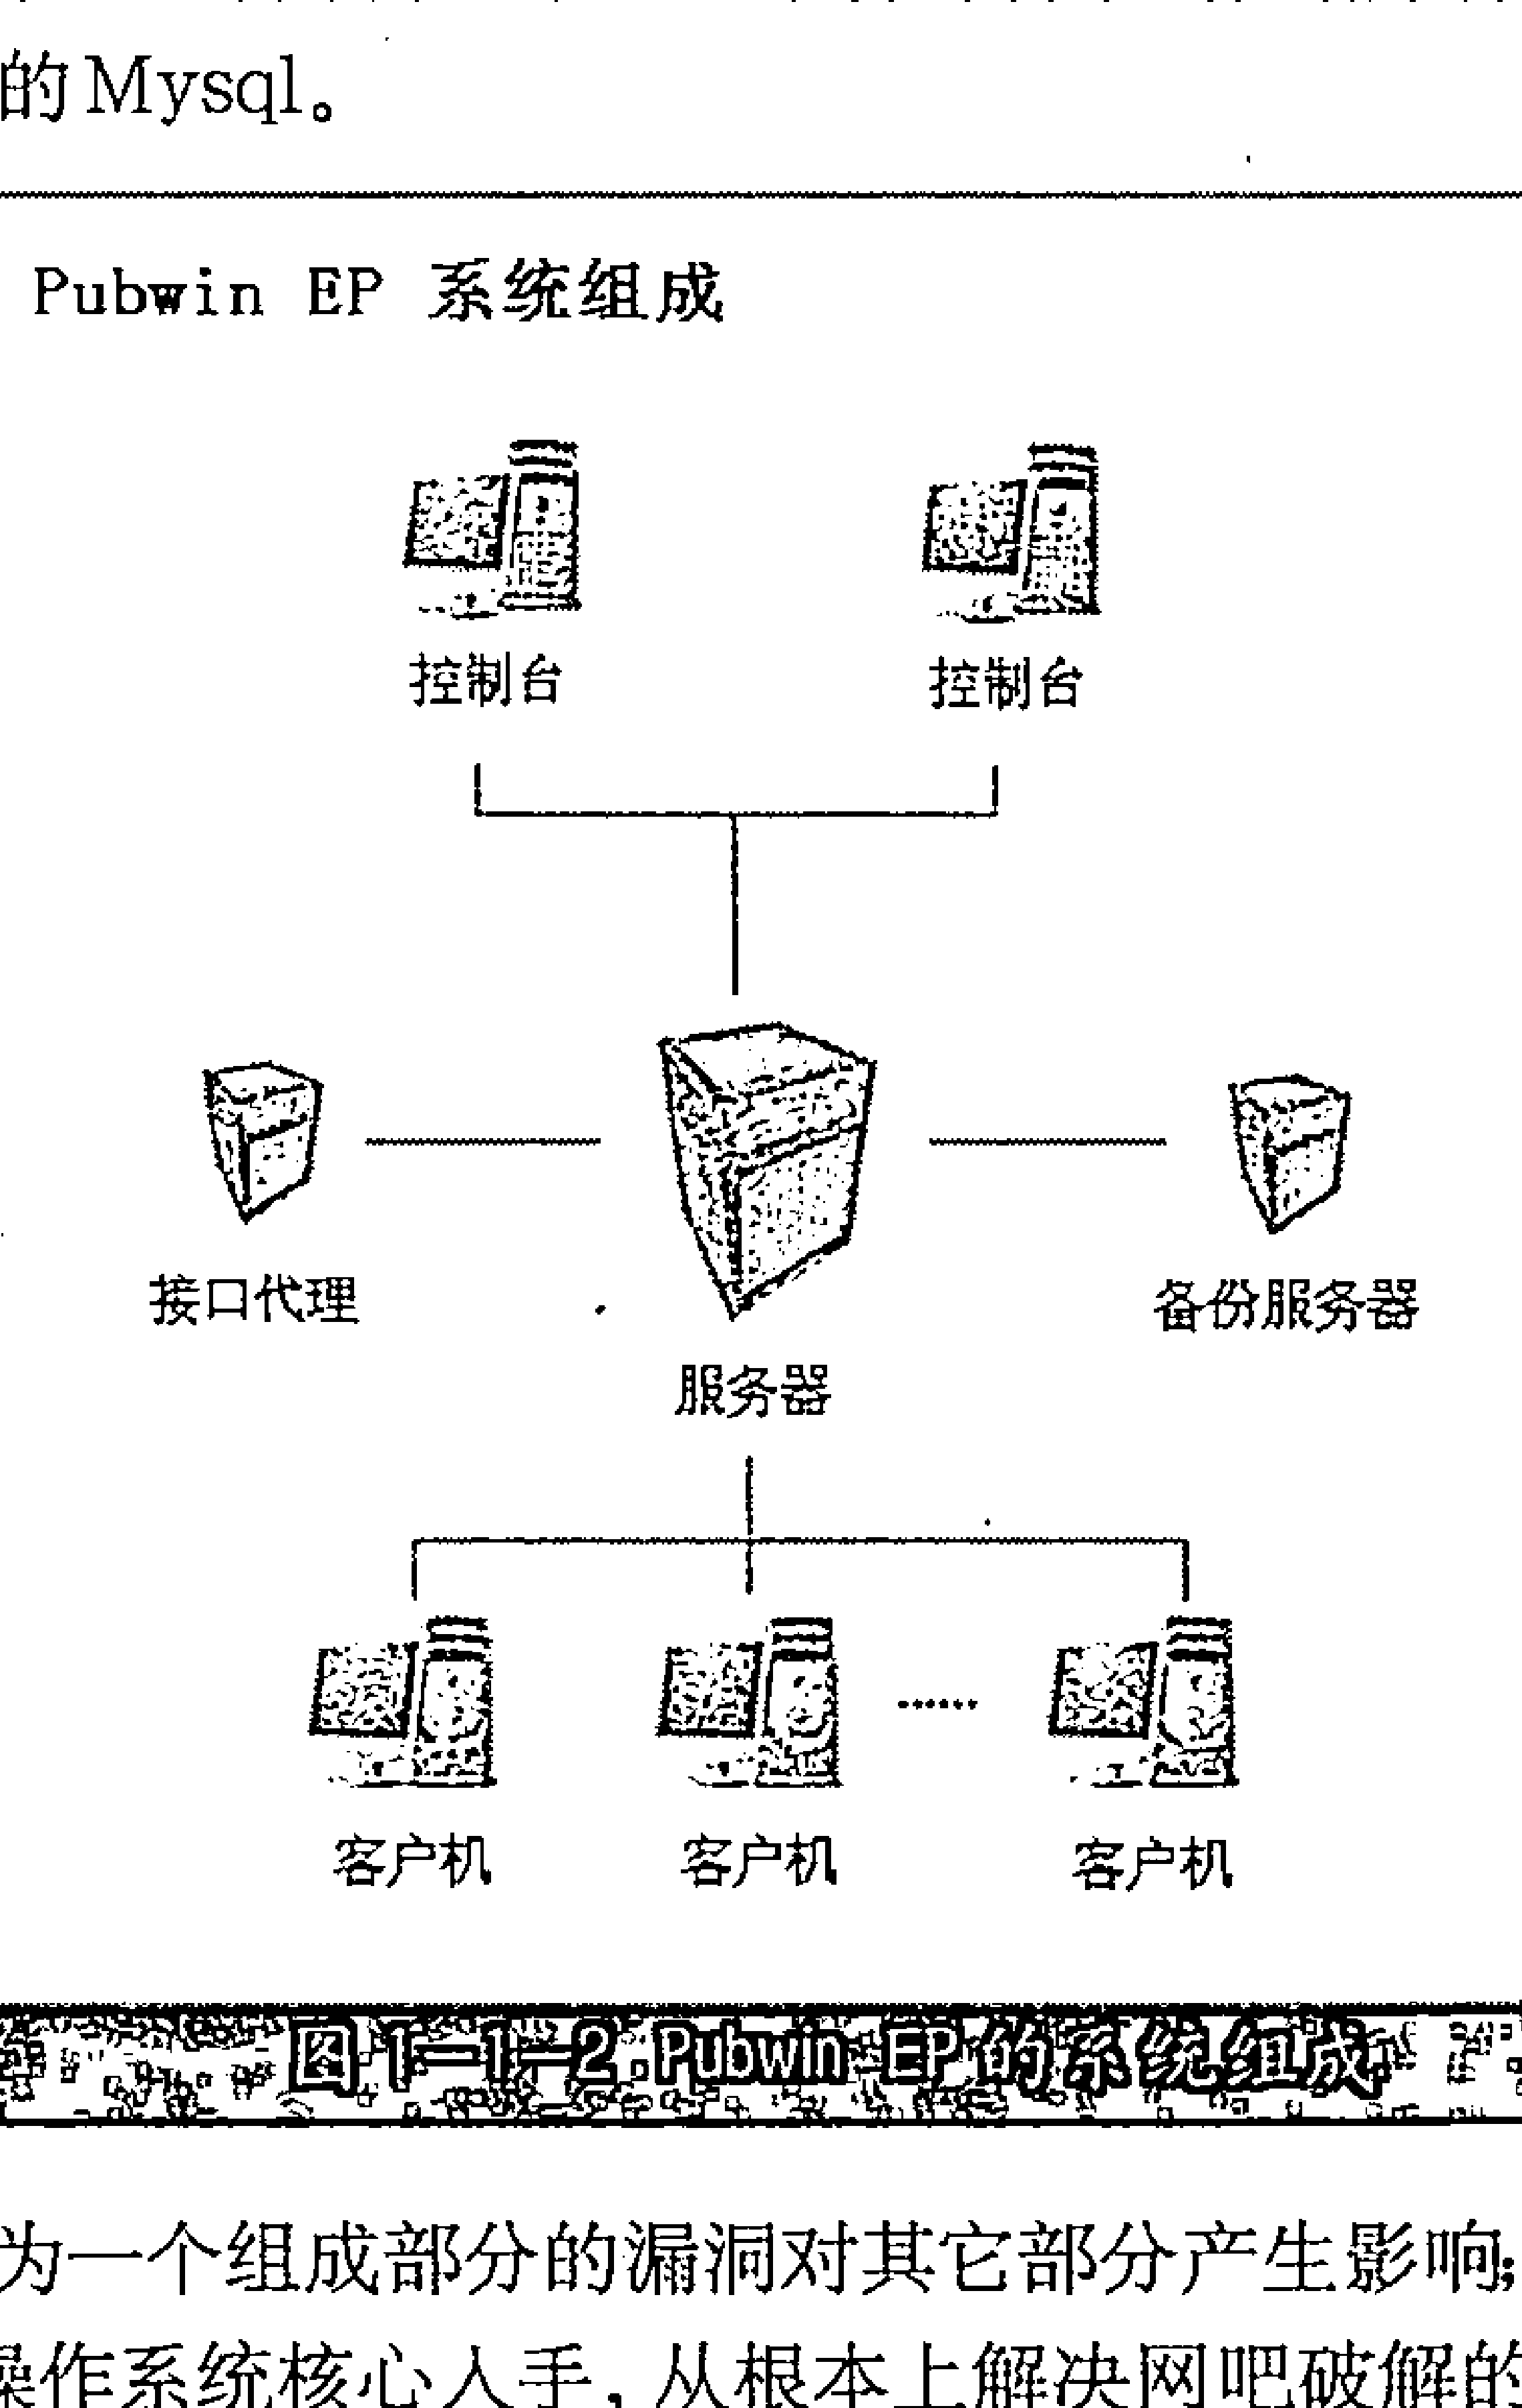 的Mysql。
Pubwin EP 系统组成
控制台 控制台
接口代理 备份服务器
服务器
......
客户机 客户机 客户机
图 1-1-2 Pubwin EP 的系统组成
为一个组成部分的漏洞对其它部分产生影响;
操作系统核心入手, 从根本上解决网吧破解的